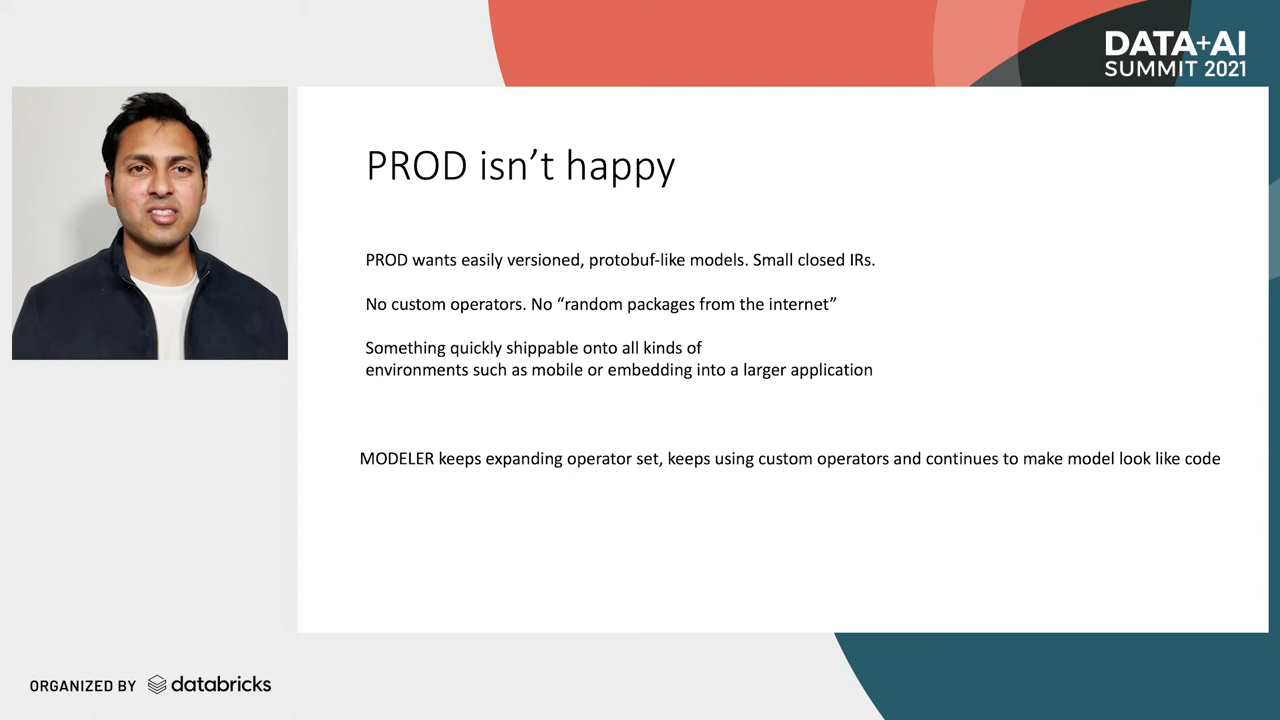 DATA+AI
SUMMIT 2021
PROD isn’t happy
PROD wants easily versioned, protobuf-like models. Small closed IRs.
No custom operators. No “random packages from the internet”
Something quickly shippable onto all kinds of
environments such as mobile or embedding into a larger application
MODELER keeps expanding operator set, keeps using custom operators and continues to make model look like code
ORGANIZED BY databricks